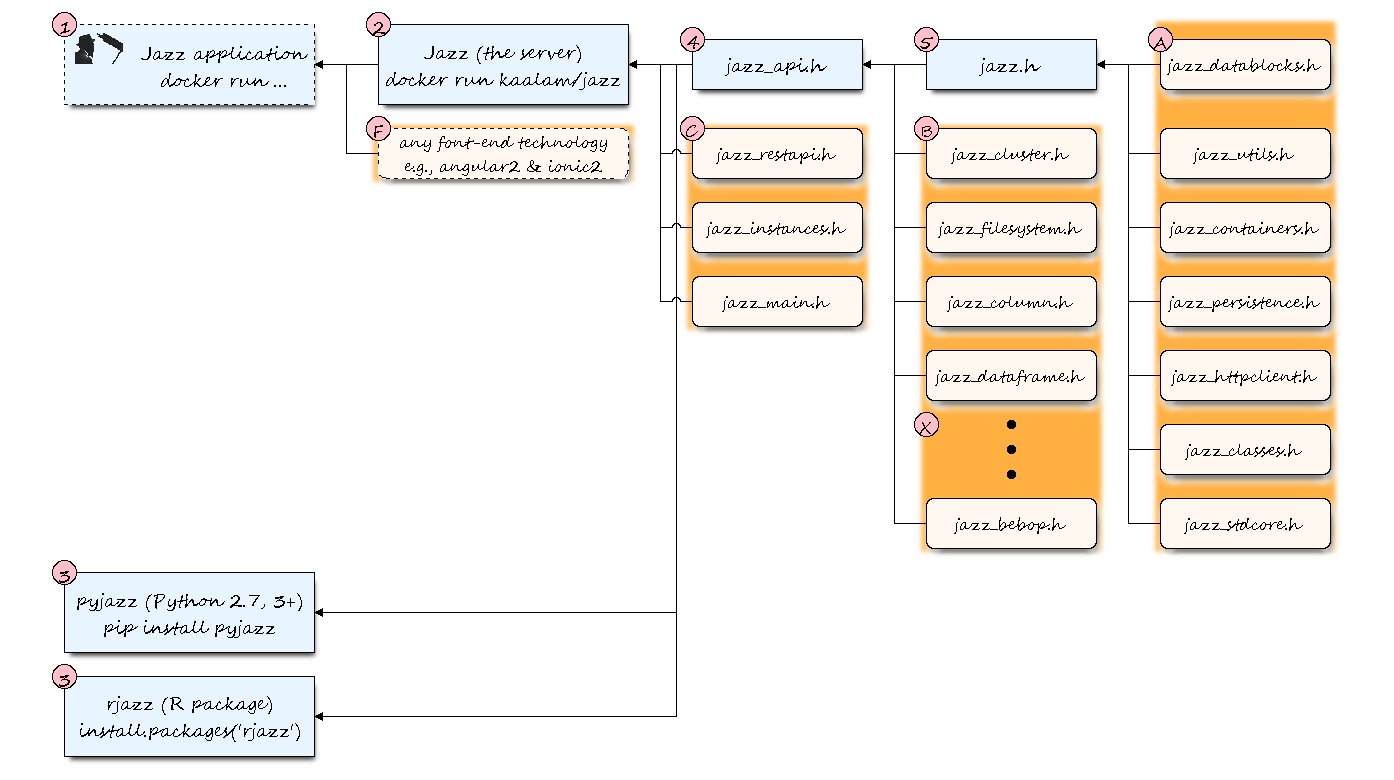 1
Jazz application
docker run ...
2
Jazz (the server)
docker run kaalam/jazz
F
any font-end technology
e.g., angular2 & ionic2
4
jazz_api.h
C
jazz_restapi.h
jazz_instances.h
jazz_main.h
5
jazz.h
B
jazz_cluster.h
jazz_filesystem.h
jazz_column.h
jazz_dataframe.h
X
jazz_bebop.h
A
jazz_datablocks.h
jazz_utils.h
jazz_containers.h
jazz_persistence.h
jazz_httpclient.h
jazz_classes.h
jazz_stdcore.h
3
pyjazz (Python 2.7, 3+)
pip install pyjazz
3
rjazz (R package)
install.packages('rjazz')